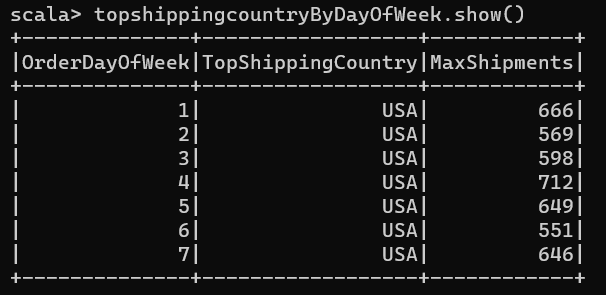 scala> topshippingcountryByDayOfWeek.show()
+--------------+------------------+------------+
|OrderDayOfWeek|TopShippingCountry|MaxShipments|
+--------------+------------------+------------+
|             1|               USA|         666|
|             2|               USA|         569|
|             3|               USA|         598|
|             4|               USA|         712|
|             5|               USA|         649|
|             6|               USA|         551|
|             7|               USA|         646|
+--------------+------------------+------------+